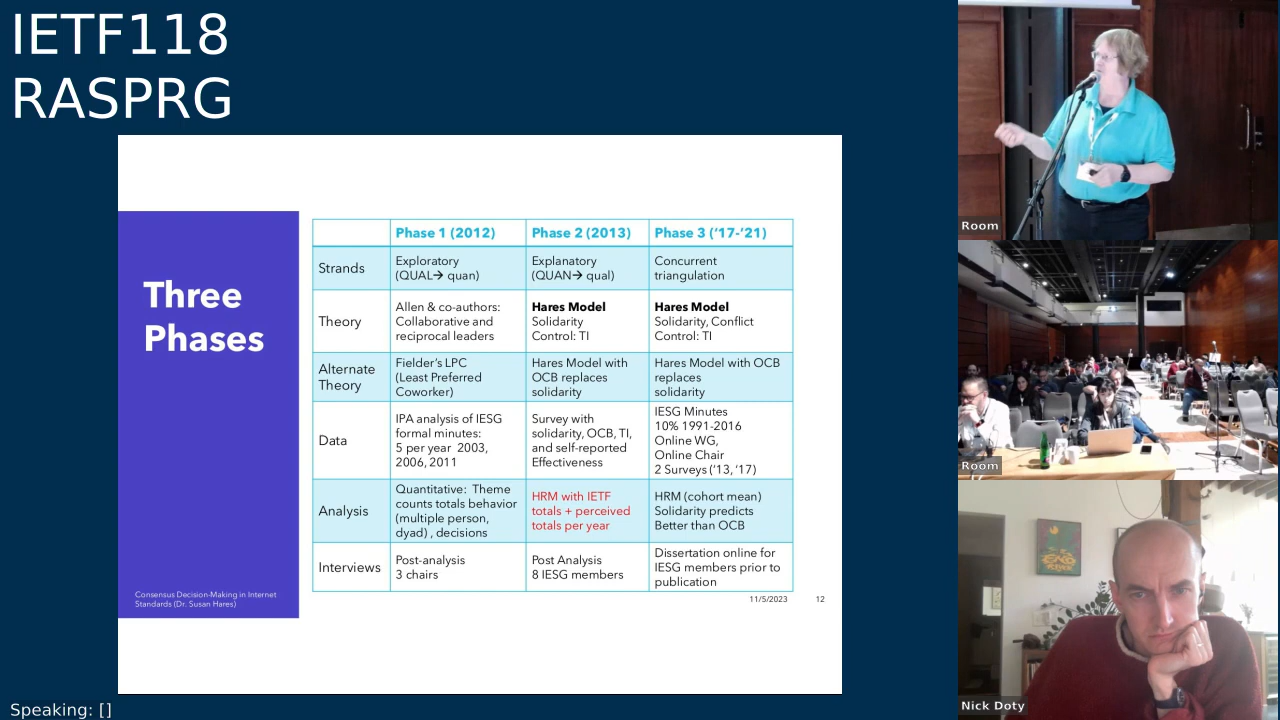 IETF118
RASPRG
Three
Phases
Consensus Decision-Making in Internet
Standards (Dr. Susan Hares)
Phase 1 (2012)
Phase 2 (2013)
Phase 3 (‘17-’21)
Strands
Exploratory
(QUAL→ quan)
Explanatory
(QUAN→ qual)
Concurrent
triangulation
Theory
Allen & co-authors:
Collaborative and
reciprocal leaders
Hares Model
Solidarity
Control: TI
Hares Model
Solidarity, Conflict
Control: TI
Alternate
Theory
Fielder’s LPC
(Least Preferred
Coworker)
Hares Model with
OCB replaces
solidarity
Hares Model with OCB
replaces
solidarity
Data
IPA analysis of IESG
formal minutes:
5 per year 2003,
2006, 2011
Survey with
solidarity, OCB, TI,
and self-reported
Effectiveness
IESG Minutes
10% 1991-2016
Online WG,
Online Chair
2 Surveys (‘13, ‘17)
Analysis
Quantitative: Theme
counts totals behavior
(multiple person,
dyad) , decisions
HRM with IETF
totals + perceived
totals per year
HRM (cohort mean)
Solidarity predicts
Better than OCB
Interviews
Post-analysis
3 chairs
Post Analysis
8 IESG members
Dissertation online for
IESG members prior to
publication
11/5/2023
12
Room
Room
Nick Doty
Speaking: []